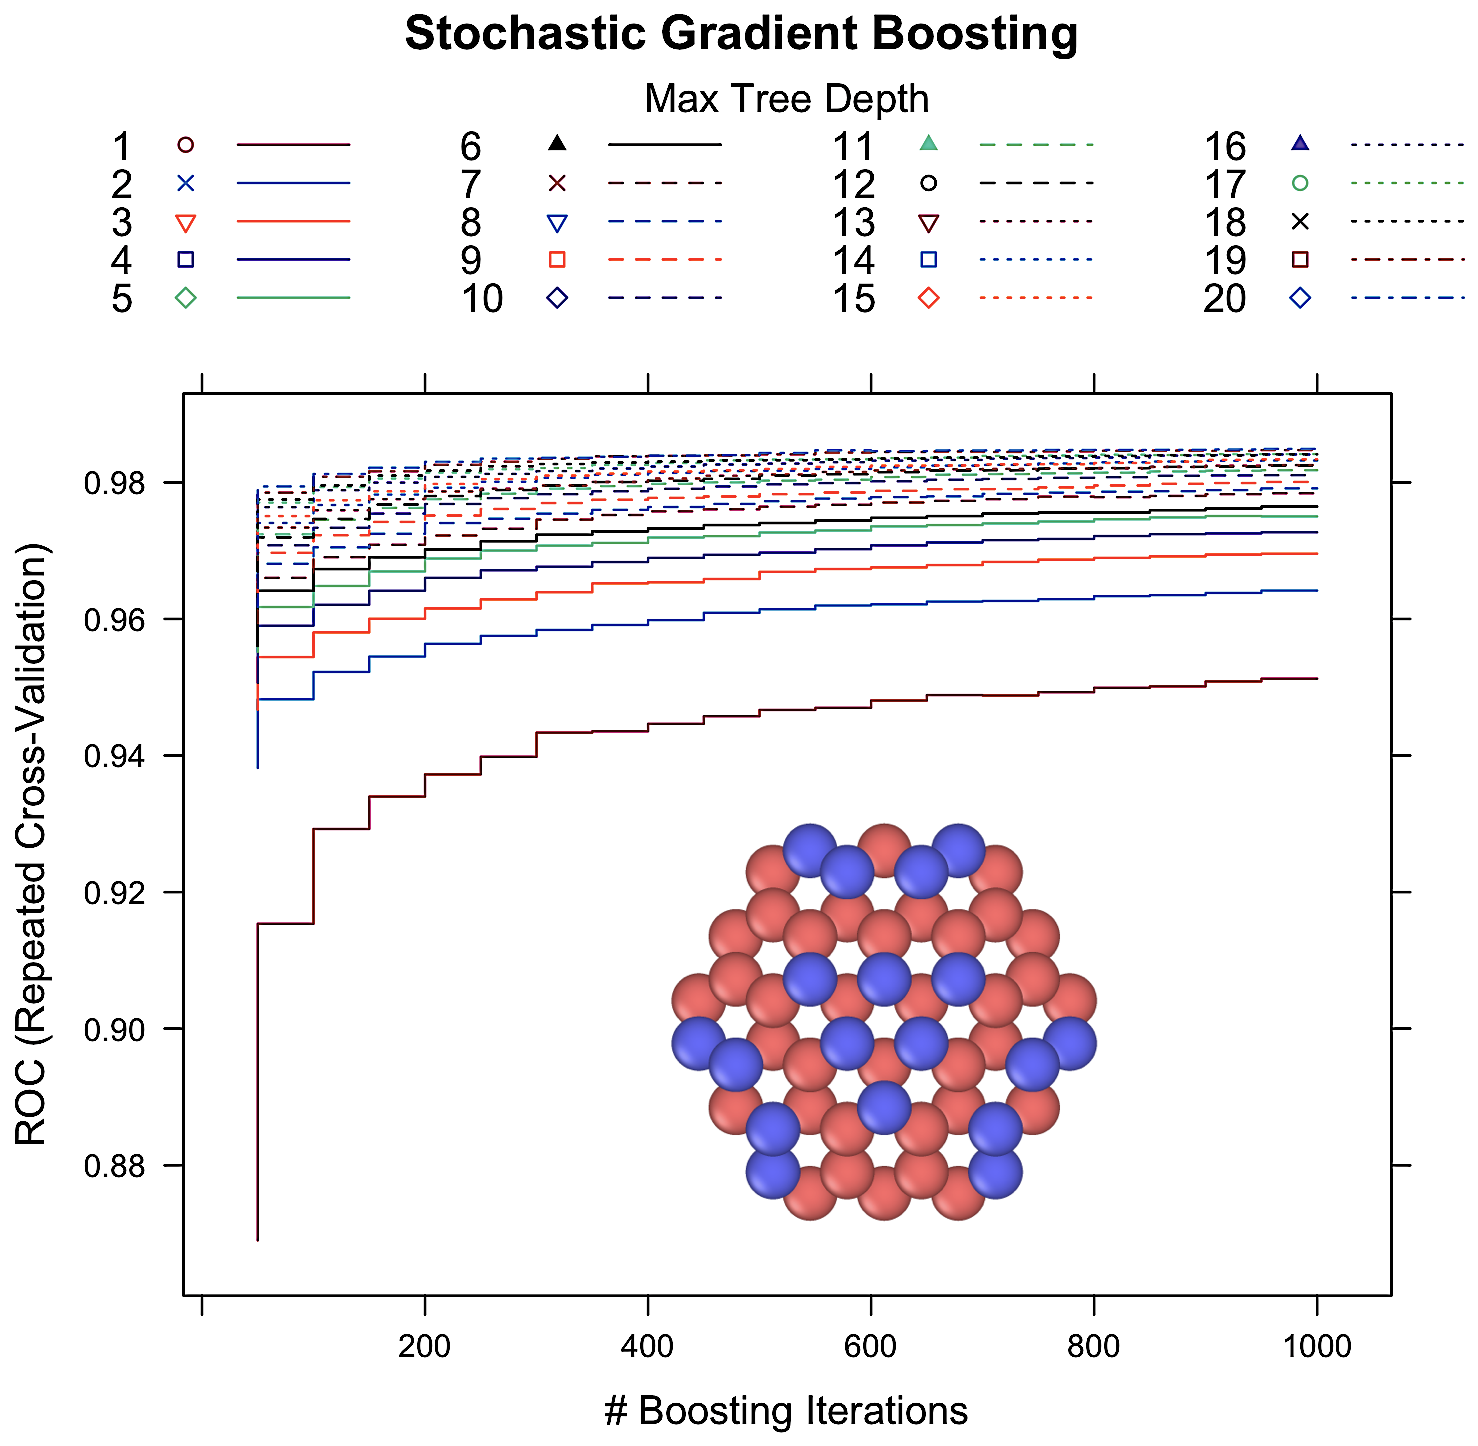 Stochastic Gradient Boosting
Max Tree Depth
1 6 11 16
2 7 12 17
3 8 13 18
4 9 14 19
5 10 15 20
ROC (Repeated Cross-Validation)
0.98
0.96
0.94
0.92
0.90
0.88
200 400 600 800 1000
# Boosting Iterations